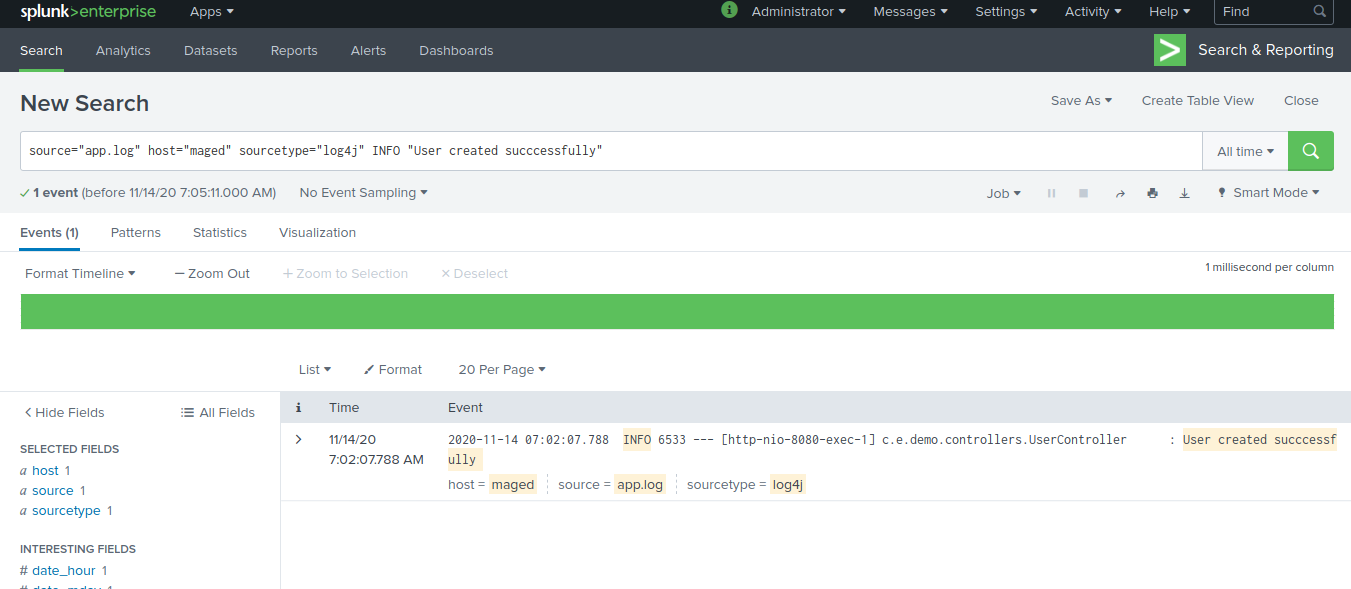 splunk>enterprise Apps i Administrator Messages Settings Activity Help Find
Search Analytics Datasets Reports Alerts Dashboards > Search & Reporting
New Search Save As Create Table View Close
source="app.log" host="maged" sourcetype="log4j" INFO "User created succcessfully" All time
✓ 1 event (before 11/14/20 7:05:11.000 AM) No Event Sampling Job Smart Mode
Events (1) Patterns Statistics Visualization
Format Timeline — Zoom Out + Zoom to Selection × Deselect 1 millisecond per column
List Format 20 Per Page
< Hide Fields All Fields i Time Event
SELECTED FIELDS
a host 1
a source 1
a sourcetype 1
INTERESTING FIELDS
# date_hour 1
# date_mday 1
> 11/14/20 2020-11-14 07:02:07.788 INFO 6533 --- [http-nio-8080-exec-1] c.e.demo.controllers.UserController : User created succcessf
7:02:07.788 AM ully
host = maged source = app.log sourcetype = log4j